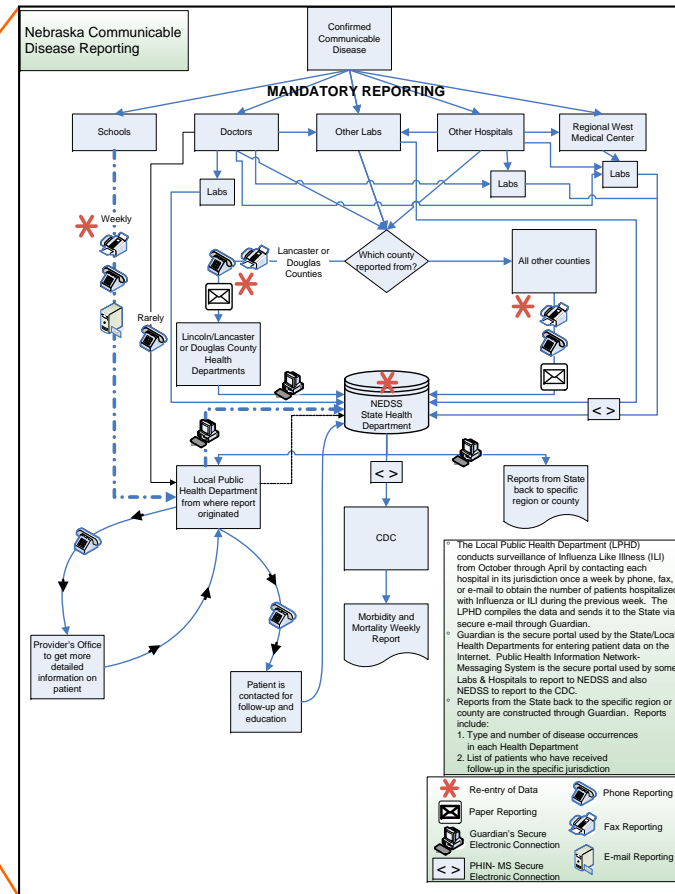 Nebraska Communicable
Disease Reporting
Confirmed
Communicable
Disease
MANDATORY REPORTING
Schools
Doctors
Other Labs
Other Hospitals
Regional West
Medical Center
Labs
Labs
Labs
Weekly
Lancaster or
Douglas
Counties
Which county
reported from?
All other counties
Rarely
Lincoln/Lancaster
or Douglas County
Health
Departments
NEDSS
State Health
Department
< >
< >
Local Public
Health Department
from where report
originated
Reports from State
back to specific
region or county
CDC
Morbidity and
Mortality Weekly
Report
Provider's Office
to get more
detailed
information on
patient
Patient is
contacted for
follow-up and
education
° The Local Public Health Department (LPHD)
conducts surveillance of Influenza Like Illness (ILI)
from October through April by contacting each
hospital in its jurisdiction once a week by phone, fax,
or e-mail to obtain the number of patients hospitalized
with Influenza or ILI during the previous week. The
LPHD compiles the data and sends it to the State via
secure e-mail through Guardian.
° Guardian is the secure portal used by the State/Local
Health Departments for entering patient data on the
Internet. Public Health Information Network-
Messaging System is the secure portal used by some
Labs & Hospitals to report to NEDSS and also
NEDSS to report to the CDC.
° Reports from the State back to the specific region or
county are constructed through Guardian. Reports
include:
1. Type and number of disease occurrences
in each Health Department
2. List of patients who have received
follow-up in the specific jurisdiction
Re-entry of Data
Paper Reporting
Guardian's Secure
Electronic Connection
< >
PHIN- MS Secure
Electronic Connection
Phone Reporting
Fax Reporting
E-mail Reporting